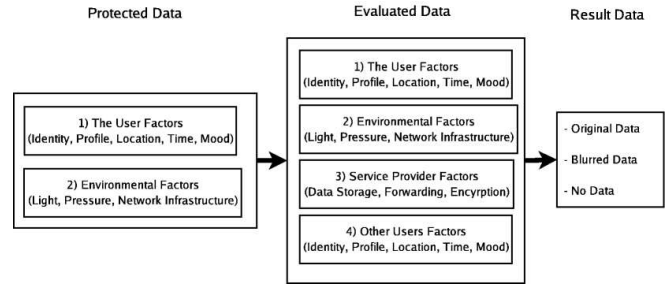 Protected Data
Evaluated Data
Result Data
1) The User Factors
(Identity, Profile, Location, Time, Mood)
2) Environmental Factors
(Light, Pressure, Network Infrastructure)
1) The User Factors
(Identity, Profile, Location, Time, Mood)
2) Environmental Factors
(Light, Pressure, Network Infrastructure)
3) Service Provider Factors
(Data Storage, Forwarding, Encyrption)
4) Other Users Factors
(Identity, Profile, Location, Time, Mood)
- Original Data
- Blurred Data
- No Data